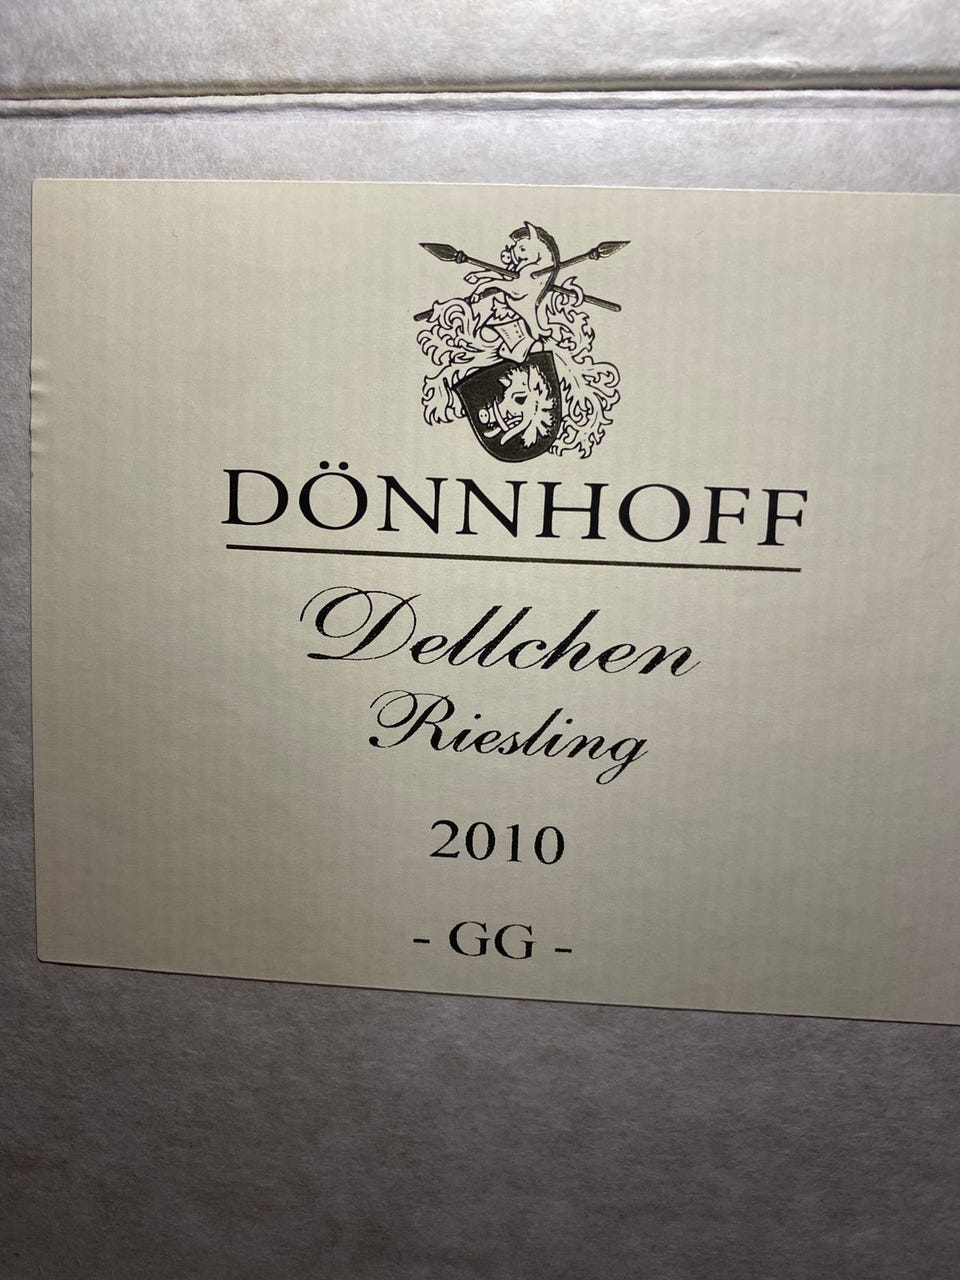 DÖNNHOFF
Dellchen
Riesling
2010
- GG -